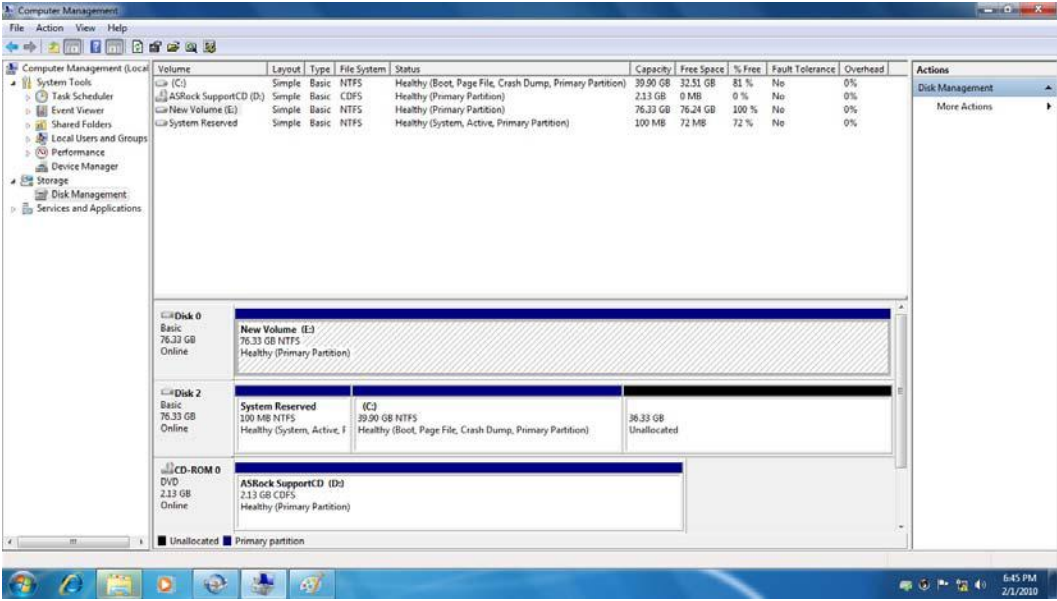 Computer Management
File Action View Help
Computer Management (Local
System Tools
Task Scheduler
Event Viewer
Shared Folders
Local Users and Groups
Performance
Device Manager
Storage
Disk Management
Services and Applications
Volume Layout Type File System Status Capacity Free Space % Free Fault Tolerance Overhead
(C:) Simple Basic NTFS Healthy (Boot, Page File, Crash Dump, Primary Partition) 39.90 GB 32.51 GB 81 % No 0%
ASRock SupportCD (D:) Simple Basic CDFS Healthy (Primary Partition) 2.13 GB 0 MB 0 % No 0%
New Volume (E:) Simple Basic NTFS Healthy (Primary Partition) 76.33 GB 76.24 GB 100 % No 0%
System Reserved Simple Basic NTFS Healthy (System, Active, Primary Partition) 100 MB 72 MB 72 % No 0%
Actions
Disk Management
More Actions
Disk 0
Basic
76.33 GB
Online
New Volume (E:)
76.33 GB NTFS
Healthy (Primary Partition)
Disk 2
Basic
76.33 GB
Online
System Reserved
100 MB NTFS
Healthy (System, Active, F
(C:)
39.90 GB NTFS
Healthy (Boot, Page File, Crash Dump, Primary Partition)
36.33 GB
Unallocated
CD-ROM 0
DVD
2.13 GB
Online
ASRock SupportCD (D:)
2.13 GB CDFS
Healthy (Primary Partition)
Unallocated Primary partition
6:45 PM
2/1/2010